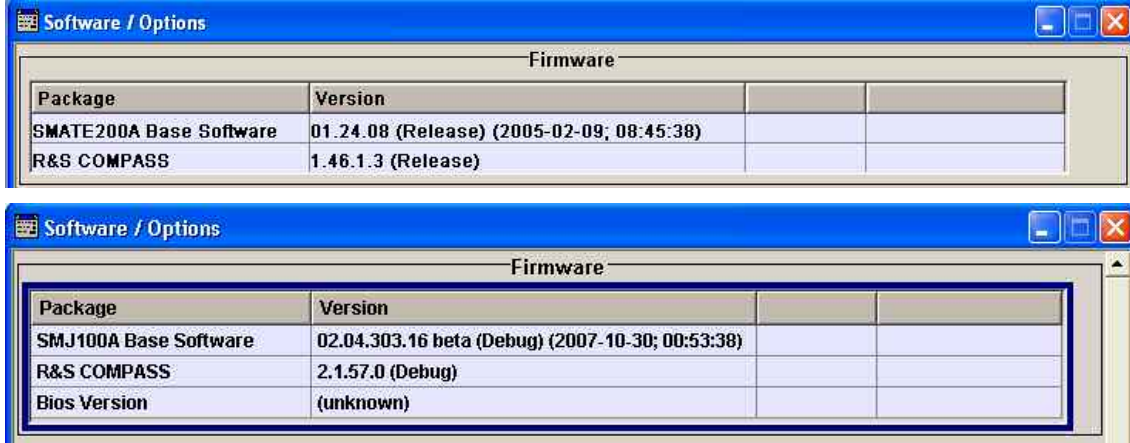 Software / Options
Firmware
Package Version
SMATE200A Base Software 01.24.08 (Release) (2005-02-09; 08:45:38)
R&S COMPASS 1.46.1.3 (Release)
Software / Options
Firmware
Package Version
SMJ100A Base Software 02.04.303.16 beta (Debug) (2007-10-30; 00:53:38)
R&S COMPASS 2.1.57.0 (Debug)
Bios Version (unknown)